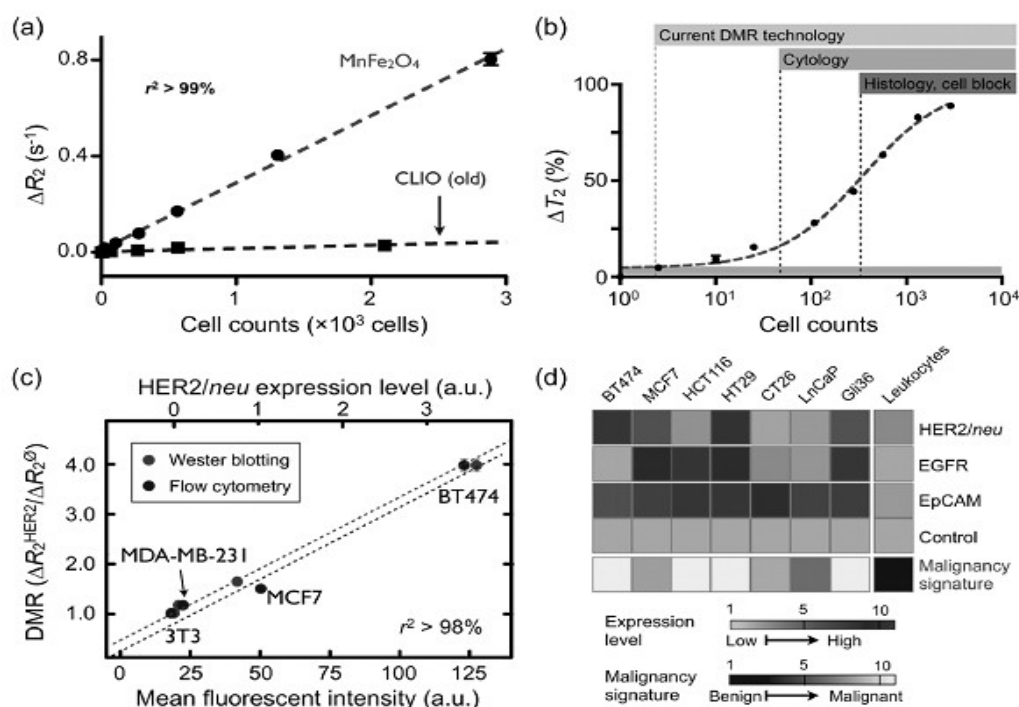 (a)
0.8
0.4
0.0
ΔR₂ (s⁻¹)
r² > 99%
MnFe₂O₄
CLIO (old)
0 1 2 3
Cell counts (×10³ cells)
(b)
Current DMR technology
Cytology
Histology, cell block
100
50
0
ΔT₂ (%)
10⁰ 10¹ 10² 10³ 10⁴
Cell counts
(c)
HER2/neu expression level (a.u.)
0 1 2 3
Wester blotting
Flow cytometry
4.0
4.0
3.0
2.0
1.0
DMR (ΔR₂ᴴᴱᴿ²/ΔR₂Ø)
BT474
MDA-MB-231
MCF7
3T3
r² > 98%
0 25 50 75 100 125
Mean fluorescent intensity (a.u.)
(d)
BT474 MCF7 HCT116 HT29 CT26 LnCaP Gli36 Leukocytes
HER2/neu
EGFR
EpCAM
Control
Malignancy
signature
Expression
level
1 5 10
Low High
Malignancy
signature
1 5 10
Benign Malignant